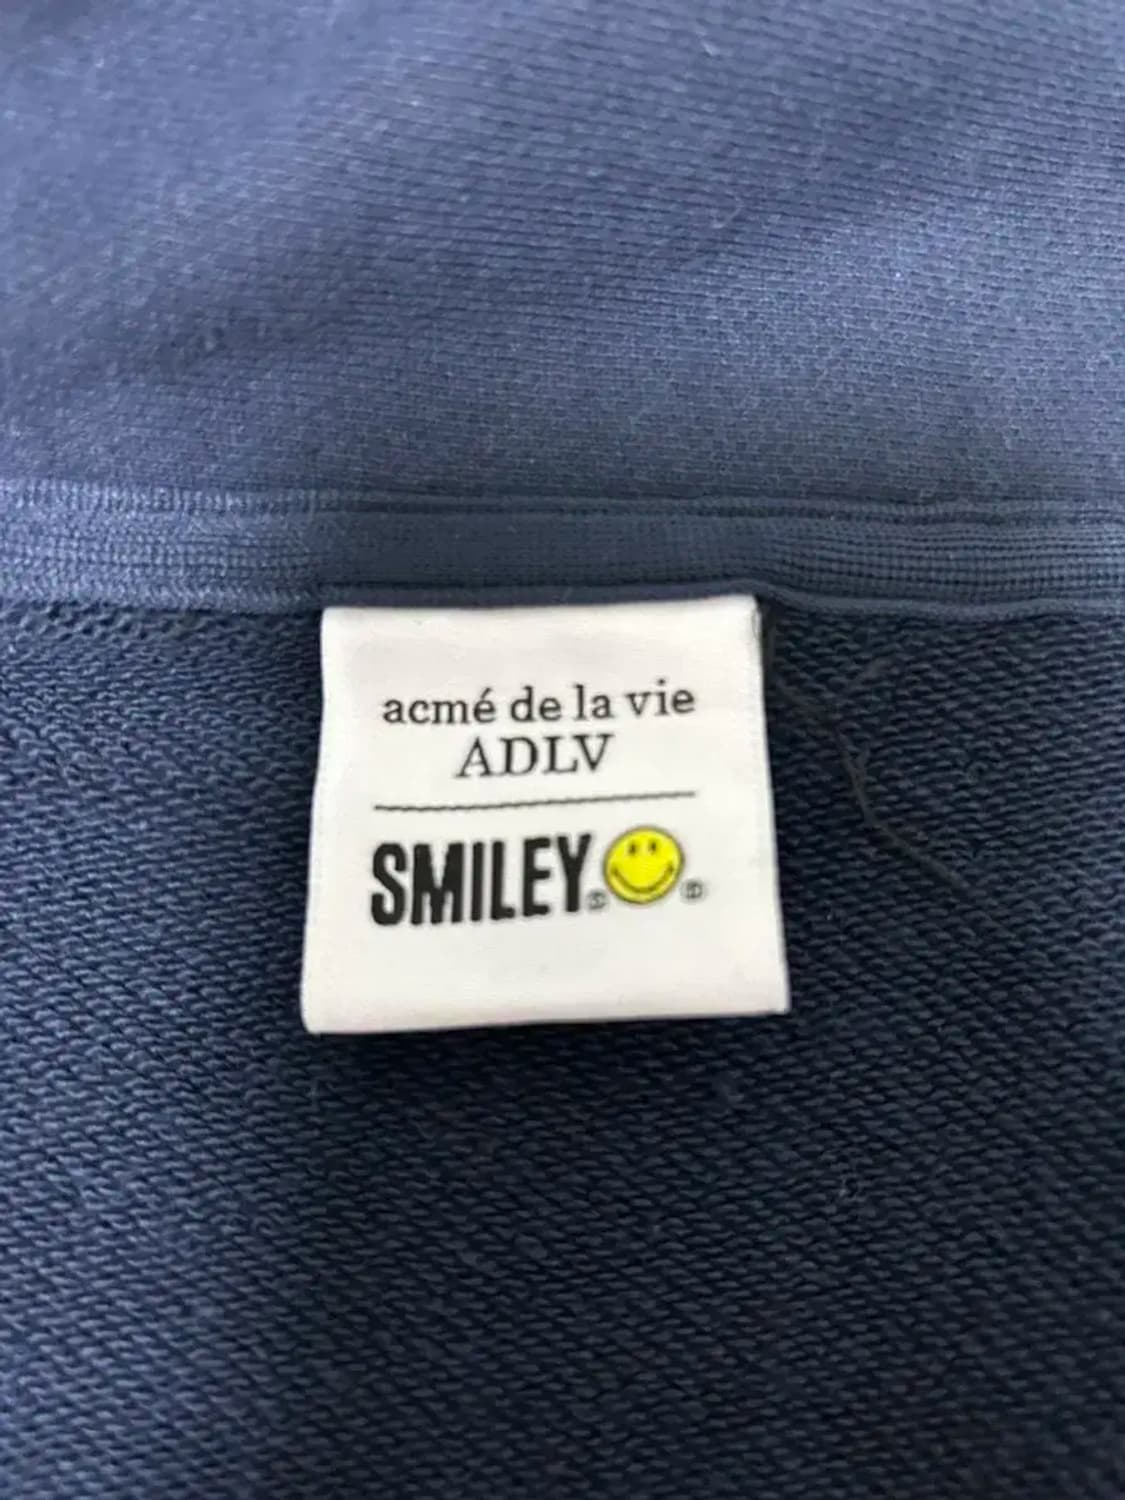 acmé de la vie
ADLV
SMILEY